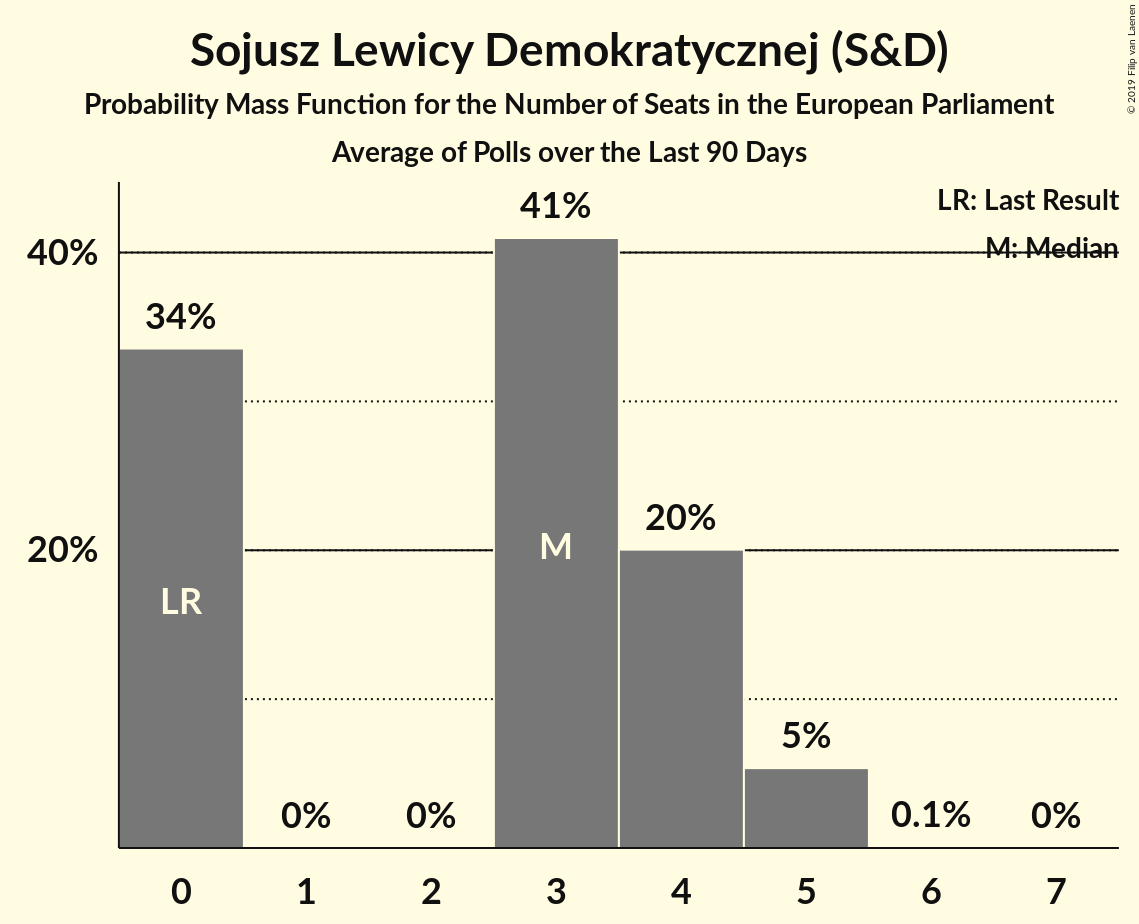 Sojusz Lewicy Demokratycznej (S&D)
Probability Mass Function for the Number of Seats in the European Parliament
Average of Polls over the Last 90 Days
© 2019 Filip van Laenen
LR: Last Result
M: Median
41%
40%
34%
20%
20%
M
LR
5%
0%
0%
0.1%
0%
0 1 2 3 4 5 6 7